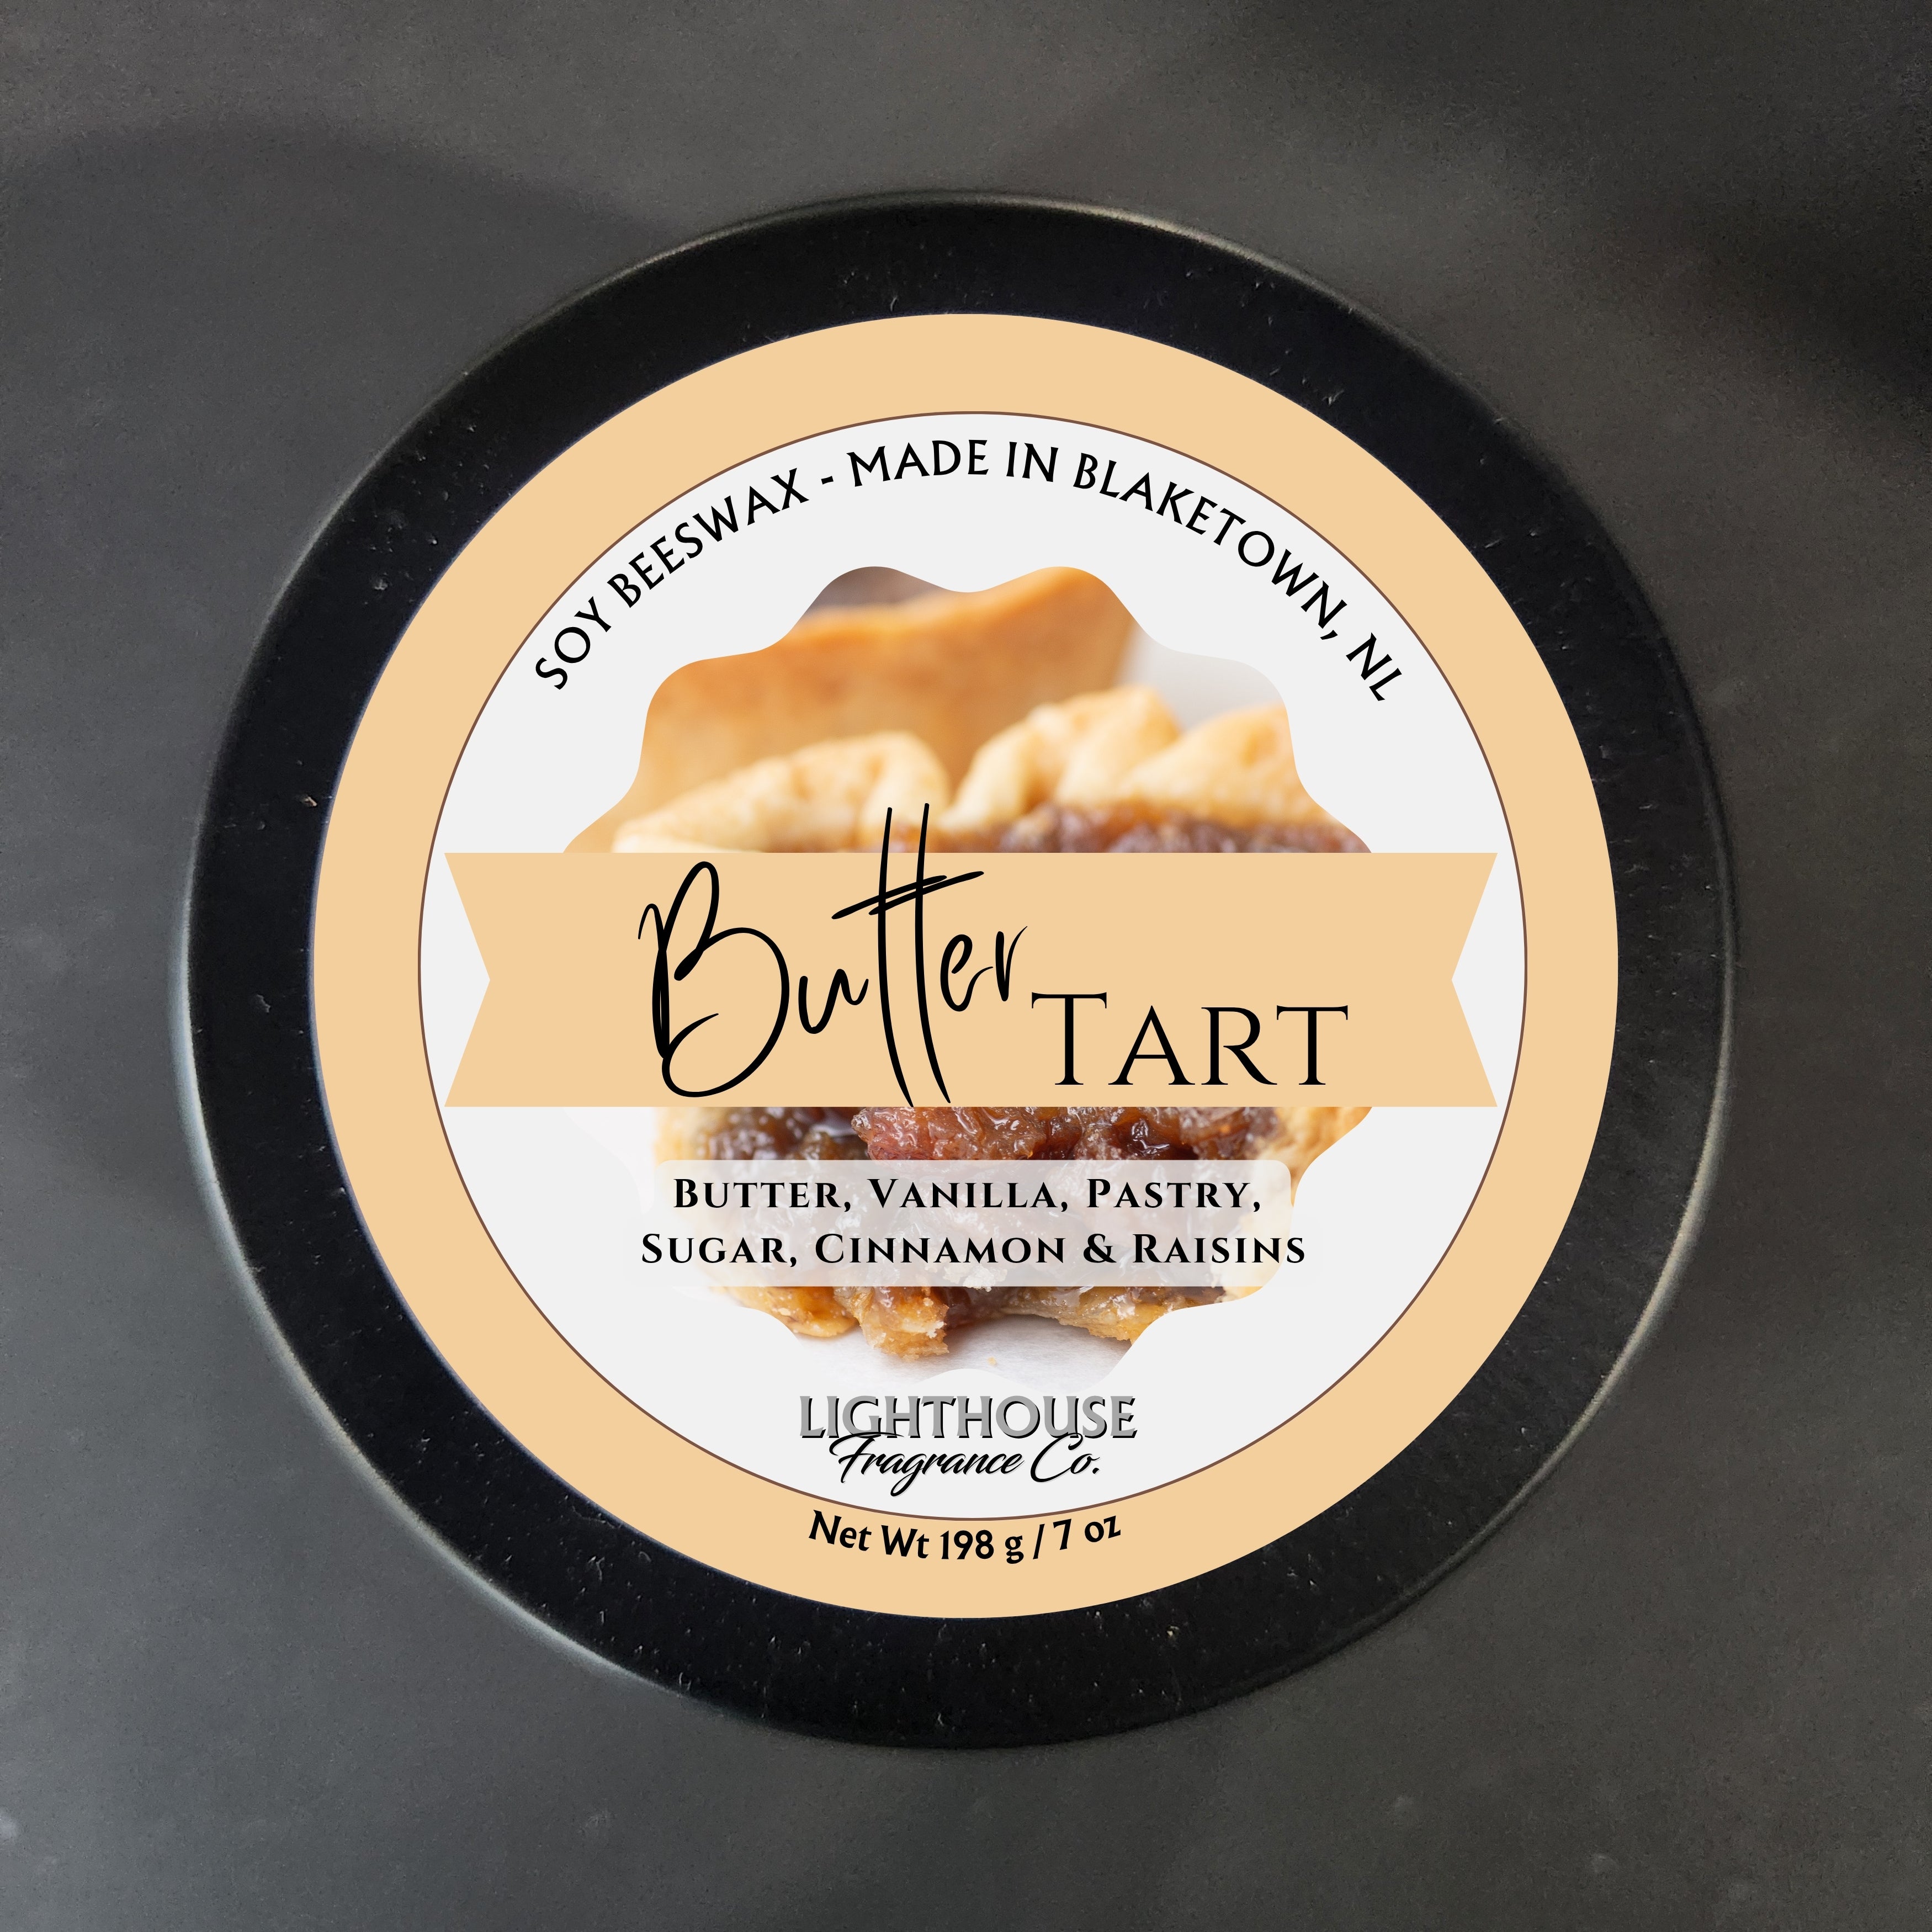 SOY BEESWAX - MADE IN BLAKETOWN, NL
Butter TART
BUTTER, VANILLA, PASTRY,
SUGAR, CINNAMON & RAISINS
LIGHTHOUSE
Fragrance Co.
Net Wt 198 g / 7 oz